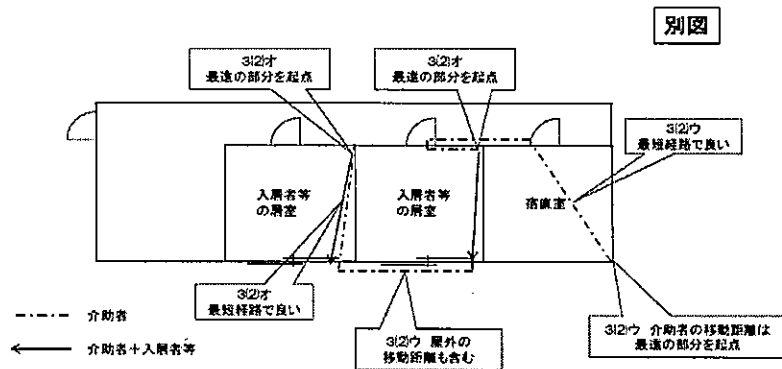 別図
3(2)オ
最遠の部分を起点
3(2)オ
最遠の部分を起点
3(2)ウ
最短経路で良い
入居者等
の居室
入居者等
の居室
宿直室
3(2)オ
最短経路で良い
3(2)ウ 屋外の
移動距離も含む
3(2)ウ 介助者の移動距離は
最遠の部分を起点
介助者
介助者+入居者等